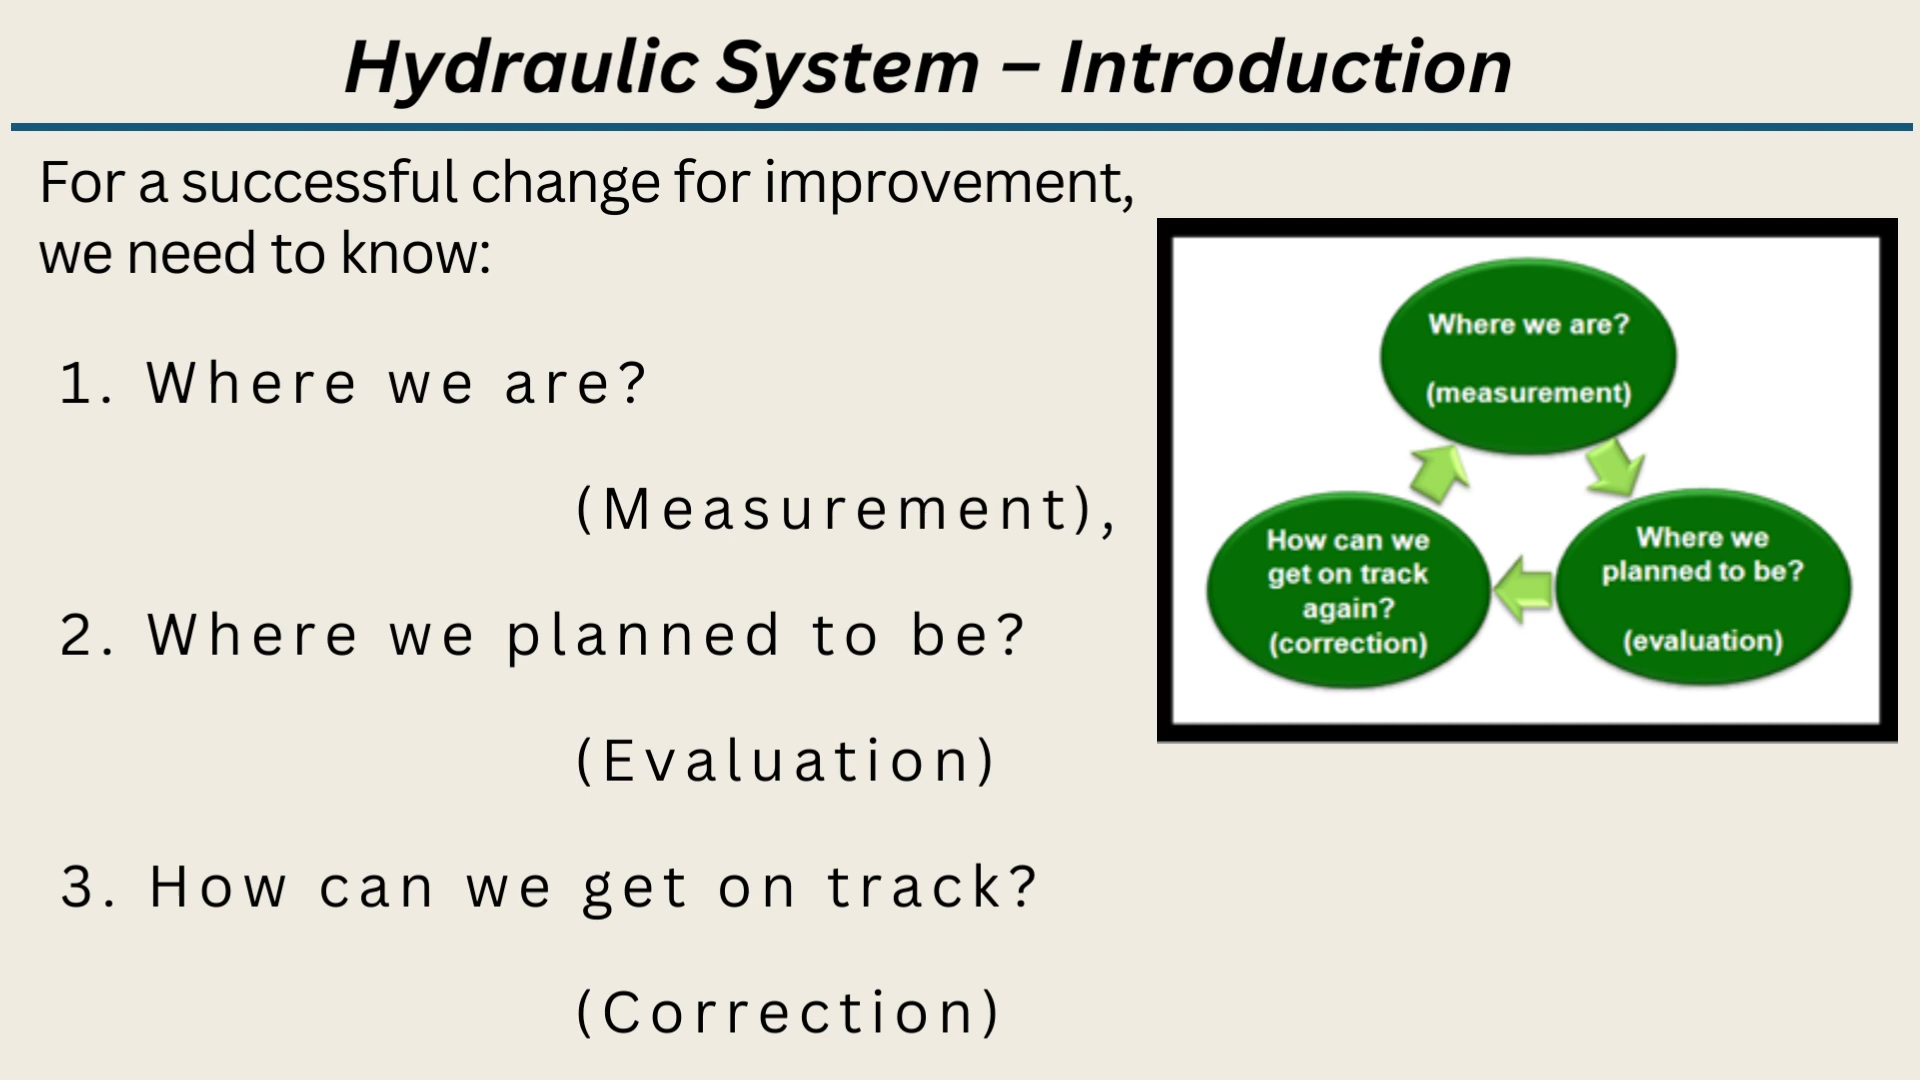 Hydraulic System – Introduction
For a successful change for improvement,
we need to know:
1. Where we are?
(Measurement),
2. Where we planned to be?
(Evaluation)
3. How can we get on track?
(Correction)
Where we are?
(measurement)
Where we
planned to be?
(evaluation)
How can we
get on track
again?
(correction)